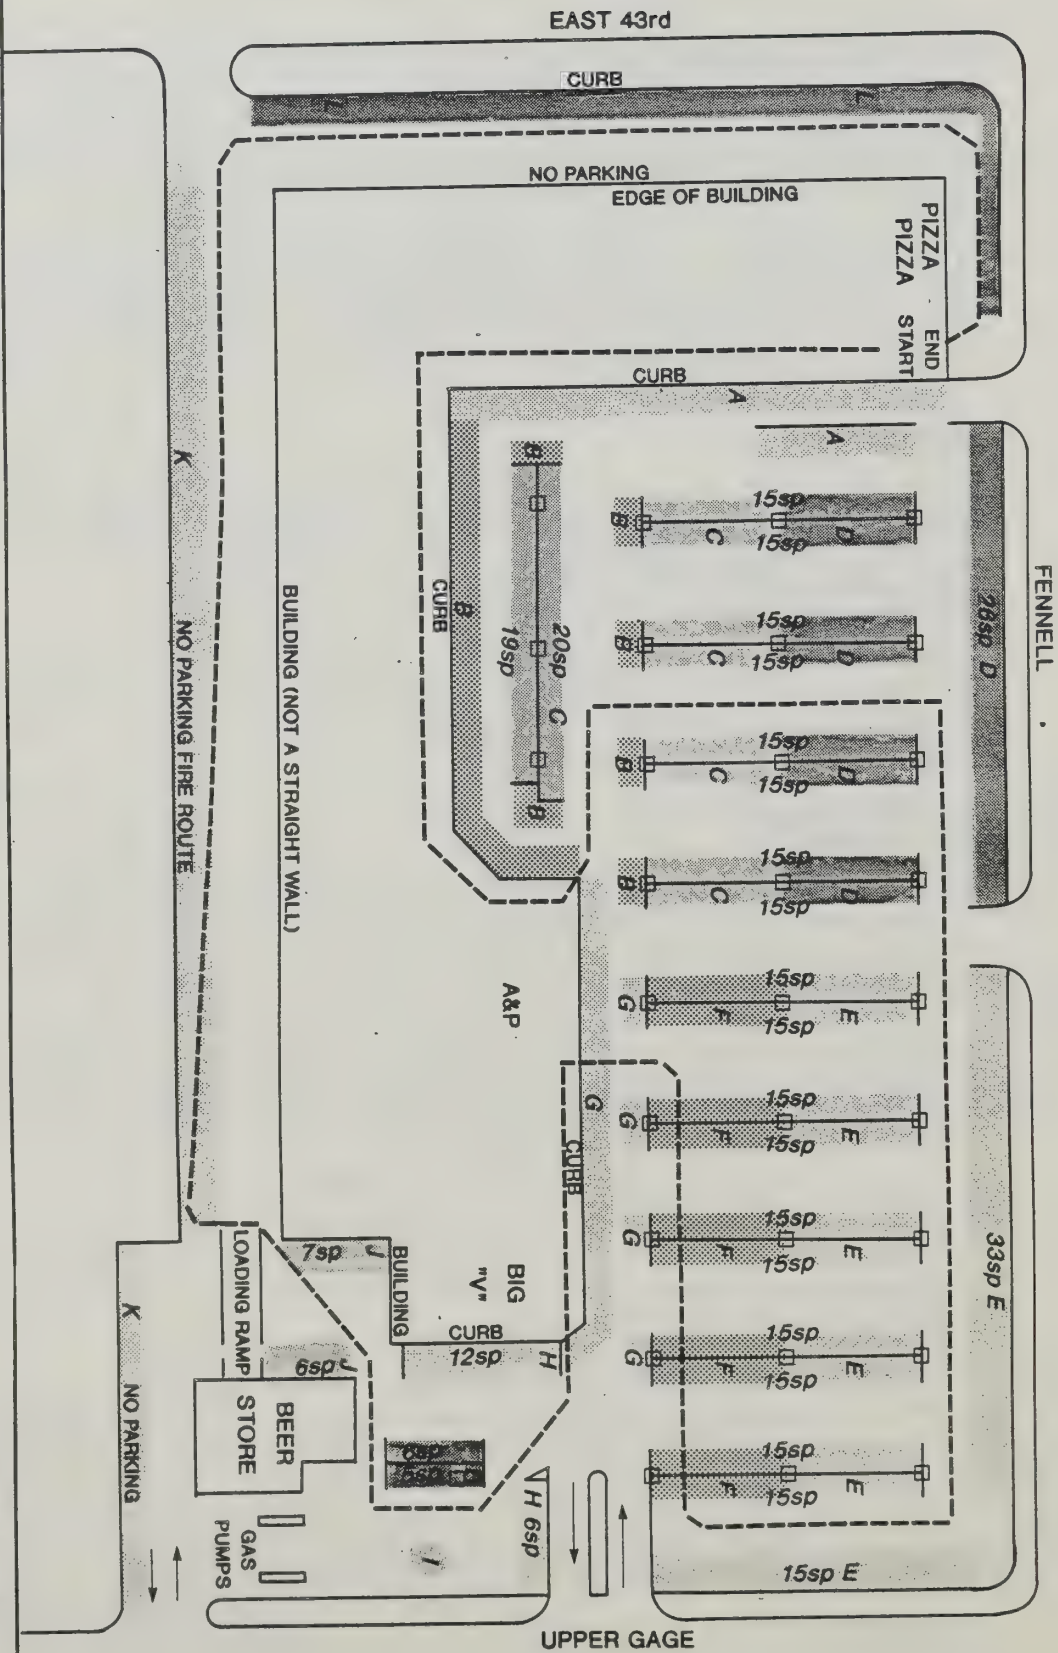 EAST 43rd
CURB
L
L
NO PARKING
EDGE OF BUILDING
PIZZA
PIZZA
END
START
CURB
A
A
B
15sp
B
C
15sp
D
K
CURB
B
19sp
20sp
C
B
15sp
B
C
15sp
D
28sp D
FENNELL
NO PARKING FIRE ROUTE
BUILDING (NOT A STRAIGHT WALL)
15sp
B
C
15sp
D
15sp
B
C
15sp
D
A&P
15sp
G
F
15sp
E
G
CURB
15sp
G
F
15sp
E
15sp
G
F
15sp
E
33sp E
LOADING RAMP
7sp J
BUILDING
BIG
"V"
CURB
12sp H
15sp
G
F
15sp
E
K
NO PARKING
6sp J
BEER
STORE
15sp
F
15sp
E
H 6sp
GAS
PUMPS
I
15sp E
UPPER GAGE